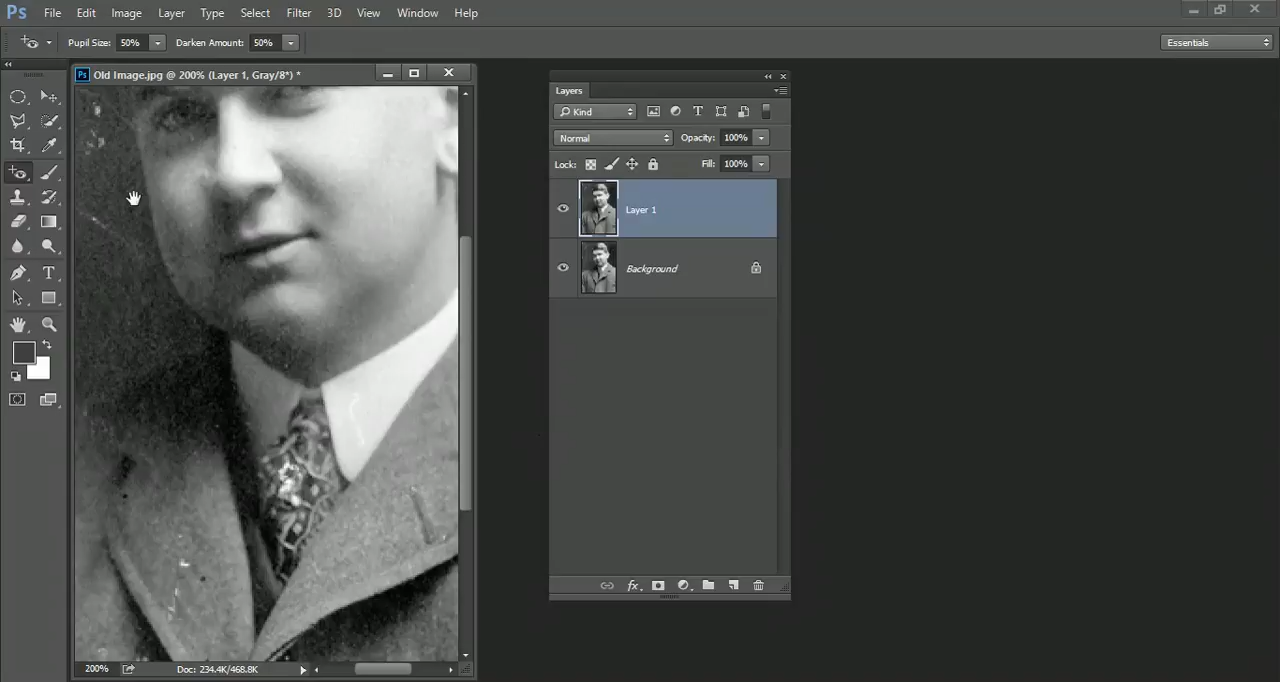 Ps File Edit Image Layer Type Select Filter 3D View Window Help
Pupil Size: 50% Darken Amount: 50% Essentials
Ps Old Image.jpg @ 200% (Layer 1, Gray/8*) *
Layers
Kind T
Normal Opacity: 100%
Lock: Fill: 100%
Layer 1
Background
T
fx
200% Doc: 234.4K/468.8K